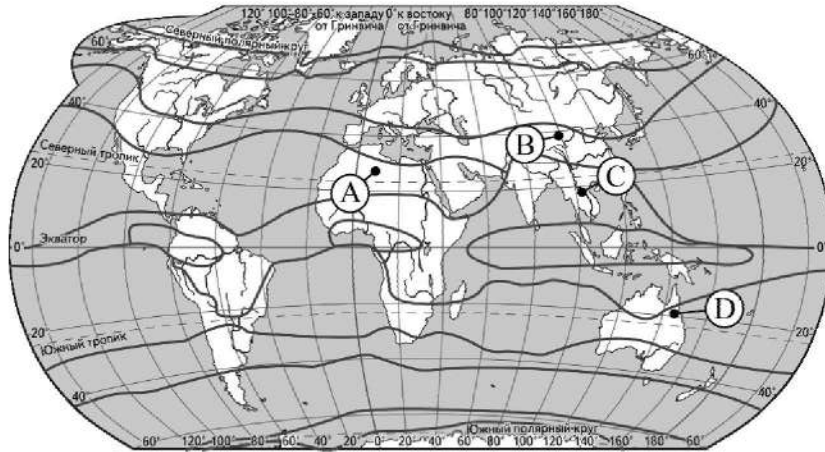 120˚ 100˚ 80˚ 60˚ к западу 0˚ к востоку 80˚ 100˚ 120˚ 140˚ 160˚ 180˚
от Гринвича от Гринвича
Северный полярный круг
60˚ 60˚
40˚ 40˚
B
Северный тропик
20˚ 20˚
A C
Экватор
0˚ 0˚
D
20˚ 20˚
Южный тропик
40˚ 40˚
Южный полярный круг
60˚ 120˚ 100˚ 80˚ 60˚ 40˚ 20˚ 0˚ 20˚ 40˚ 60˚ 80˚ 100˚ 120˚ 160˚ 180˚ 60˚